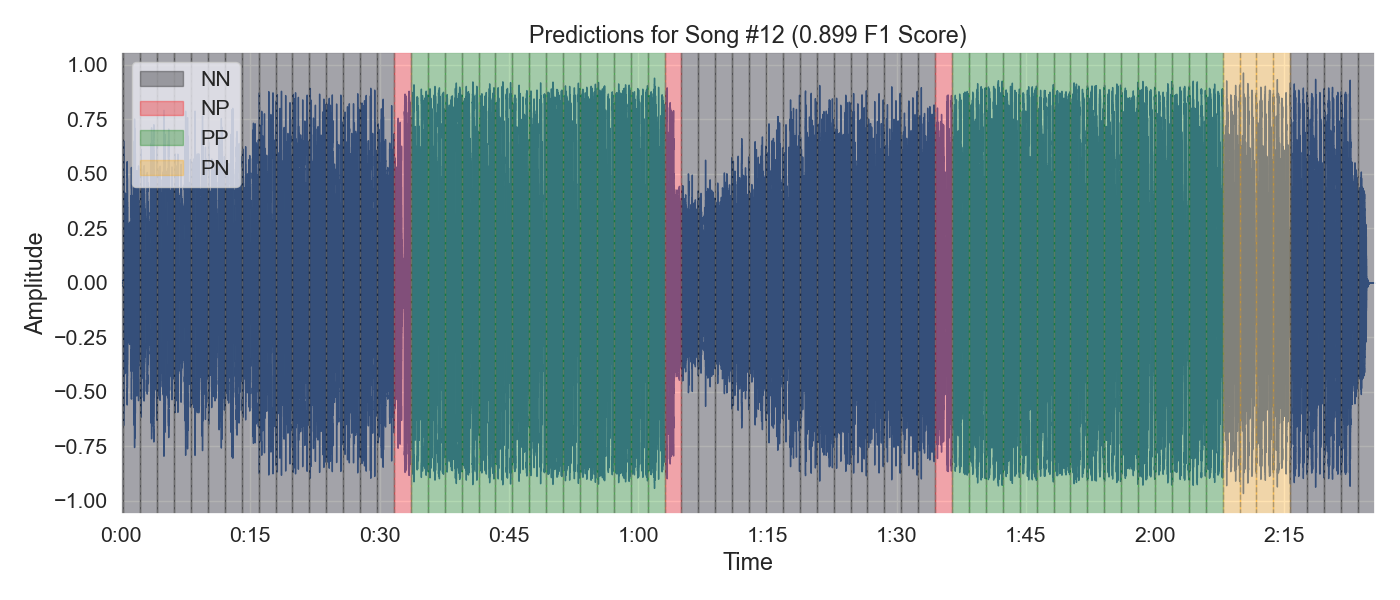 Predictions for Song #12 (0.899 F1 Score)
NN
NP
PP
PN
1.00
0.75
0.50
0.25
0.00
−0.25
−0.50
−0.75
−1.00
Amplitude
0:00 0:15 0:30 0:45 1:00 1:15 1:30 1:45 2:00 2:15
Time